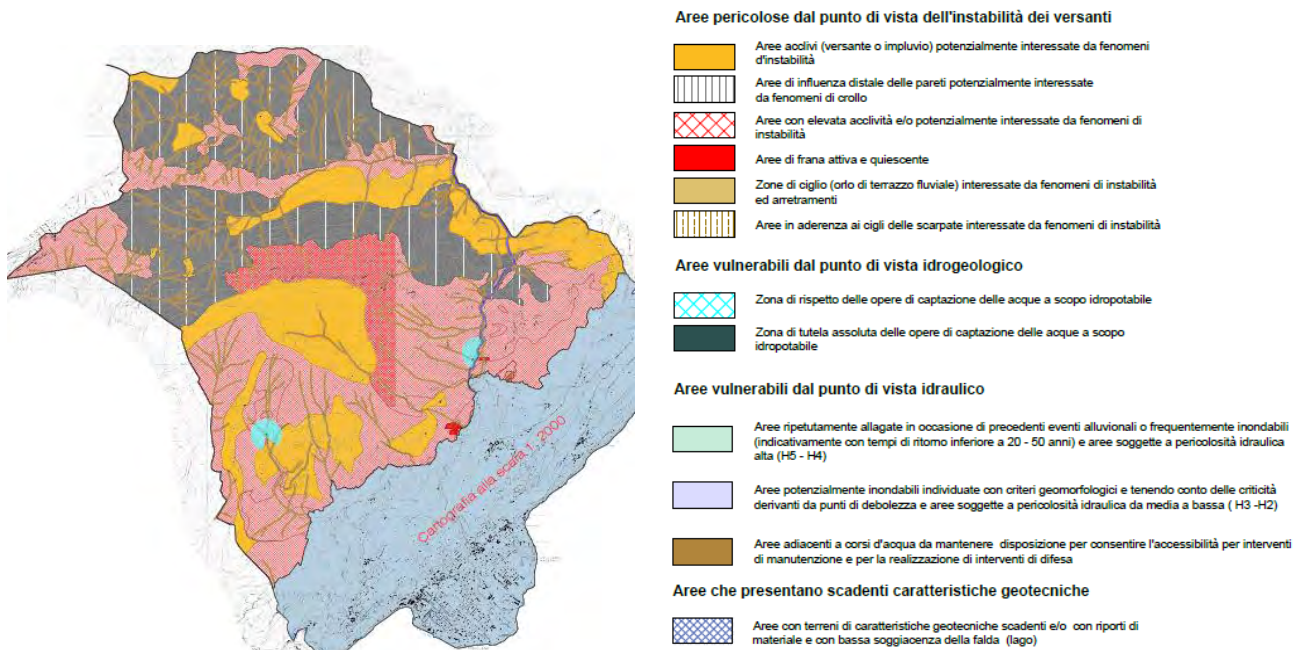 Aree pericolose dal punto di vista dell'instabilità dei versanti
Aree acclivi (versante o impluvio) potenzialmente interessate da fenomeni
d'instabilità
Aree di influenza distale delle pareti potenzialmente interessate
da fenomeni di crollo
Aree con elevata acclività e/o potenzialmente interessate da fenomeni di
instabilità
Aree di frana attiva e quiescente
Zone di ciglio (orlo di terrazzo fluviale) interessate da fenomeni di instabilità
ed arretramenti
Aree in aderenza ai cigli delle scarpate interessate da fenomeni di instabilità
Aree vulnerabili dal punto di vista idrogeologico
Zona di rispetto delle opere di captazione delle acque a scopo idropotabile
Zona di tutela assoluta delle opere di captazione delle acque a scopo
idropotabile
Aree vulnerabili dal punto di vista idraulico
Aree ripetutamente allagate in occasione di precedenti eventi alluvionali o frequentemente inondabili
(indicativamente con tempi di ritorno inferiore a 20 - 50 anni) e aree soggette a pericolosità idraulica
alta (H5 - H4)
Aree potenzialmente inondabili individuate con criteri geomorfologici e tenendo conto delle criticità
derivanti da punti di debolezza e aree soggette a pericolosità idraulica da media a bassa ( H3 -H2)
Aree adiacenti a corsi d'acqua da mantenere disposizione per consentire l'accessibilità per interventi
di manutenzione e per la realizzazione di interventi di difesa
Aree che presentano scadenti caratteristiche geotecniche
Aree con terreni di caratteristiche geotecniche scadenti e/o con riporti di
materiale e con bassa soggiacenza della falda (lago)
Cartografia alla scala 1: 2000